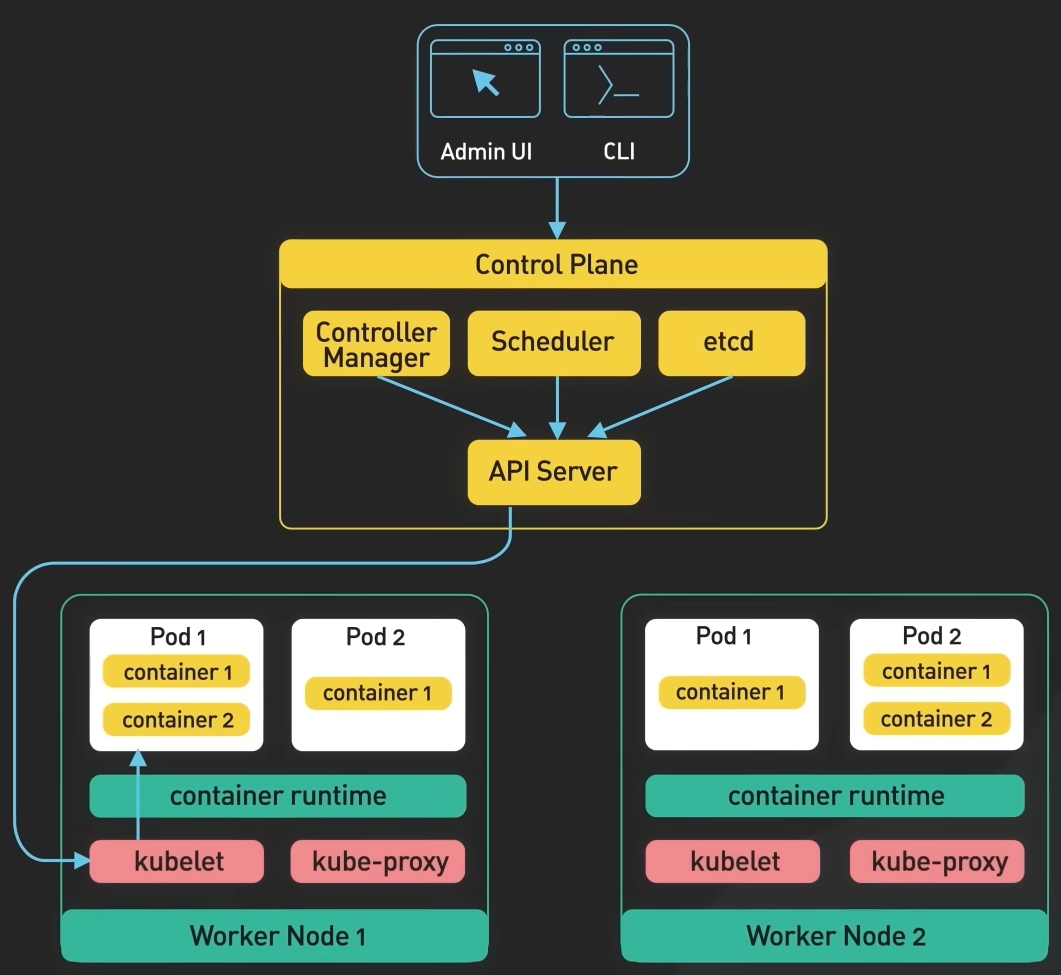 Admin UI
CLI
Control Plane
Controller
Manager
Scheduler
etcd
API Server
Pod 1
container 1
container 2
Pod 2
container 1
container runtime
kubelet
kube-proxy
Worker Node 1
Pod 1
container 1
Pod 2
container 1
container 2
container runtime
kubelet
kube-proxy
Worker Node 2